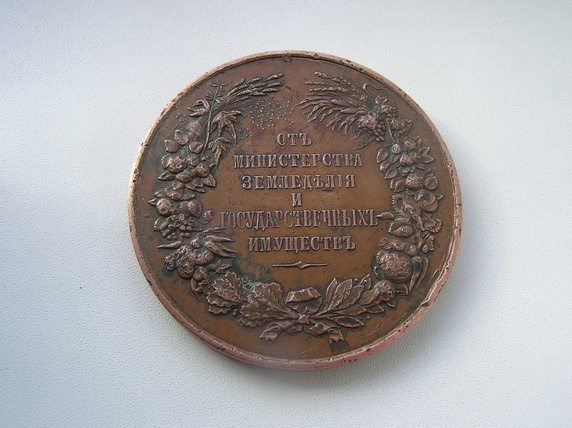 ОТЪ
МИНИСТЕРСТВА
ЗЕМЛЕДѢЛІЯ
И
ГОСУДАРСТВЕННЫХЪ
ИМУЩЕСТВЪ